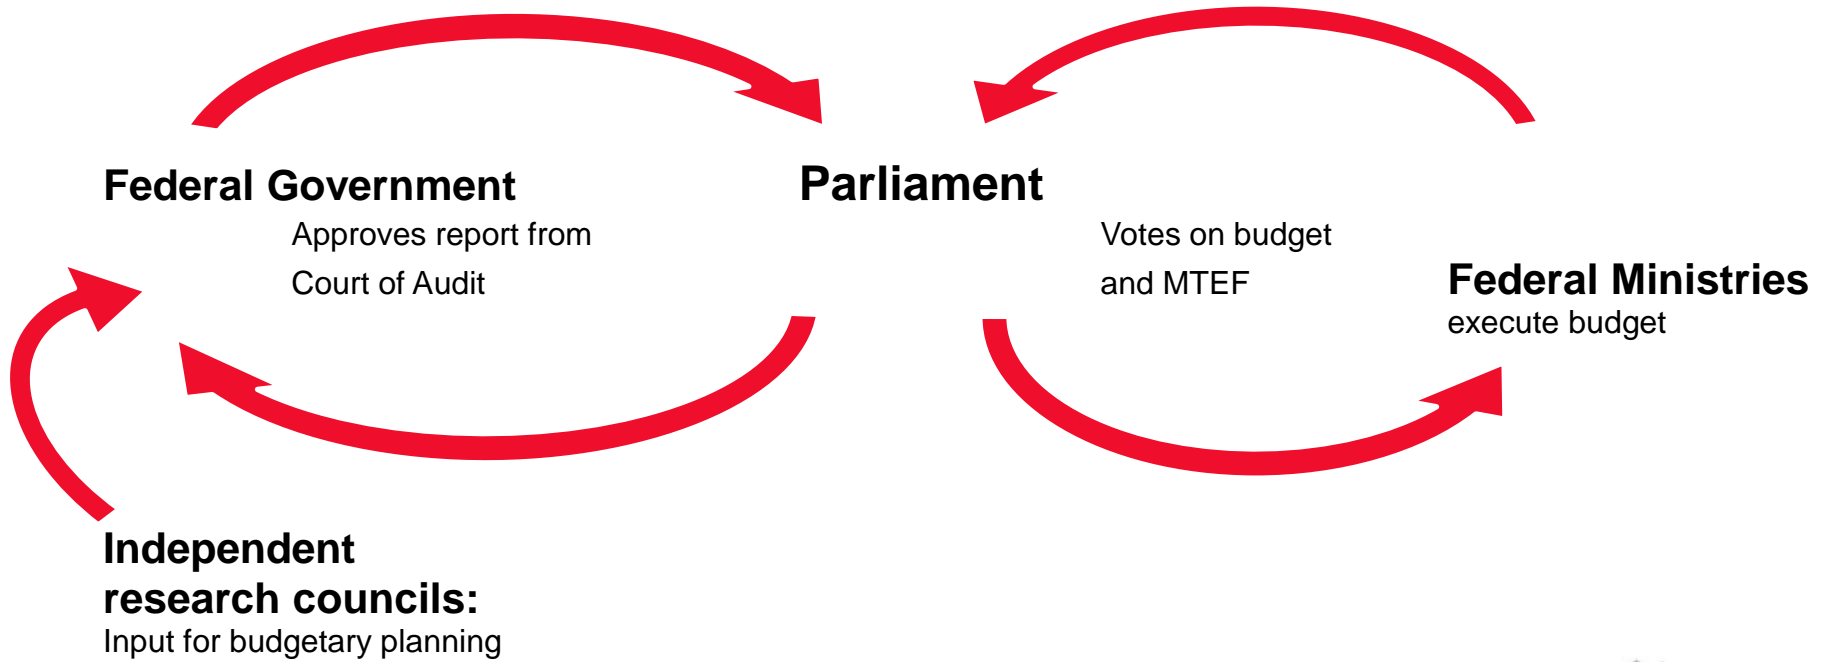 Federal Government
Approves report from
Court of Audit
Parliament
Votes on budget
and MTEF
Federal Ministries
execute budget
Independent
research councils:
Input for budgetary planning